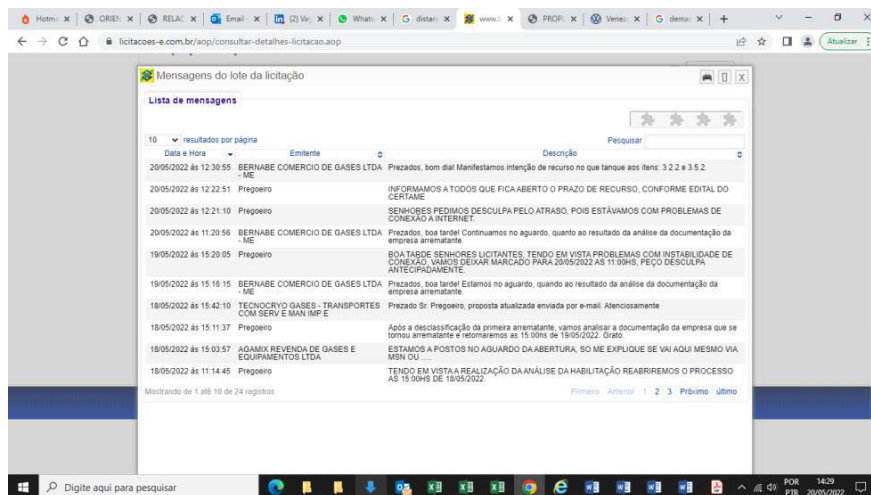 Hotm:
ORIEN
RELAC
Email
(2) Va
Whats
distan
www.l
PROP
Venez
G dema
licitacoes-e.com.br/aop/consultar-detalhes-licitacao.aop
Atualizar
Mensagens do lote da licitação
X
Lista de mensagens
10 resultados por página
Pesquisar
Data e Hora Emitente Descrição
20/05/2022 às 12:30:55 BERNABE COMERCIO DE GASES LTDA - ME Prezados, bom dia! Manifestamos intenção de recurso no que tanque aos itens: 3.2.2 e 3.5.2.
20/05/2022 às 12:22:51 Pregoeiro INFORMAMOS A TODOS QUE FICA ABERTO O PRAZO DE RECURSO, CONFORME EDITAL DO
CERTAME
20/05/2022 às 12:21:10 Pregoeiro SENHORES PEDIMOS DESCULPA PELO ATRASO, POIS ESTÁVAMOS COM PROBLEMAS DE
CONEXÃO A INTERNET.
20/05/2022 às 11:20:56 BERNABE COMERCIO DE GASES LTDA Prezados, boa tarde! Continuamos no aguardo, quanto ao resultado da análise da documentação da
- ME empresa arrematante.
19/05/2022 às 15:20:05 Pregoeiro BOA TARDE SENHORES LICITANTES, TENDO EM VISTA PROBLEMAS COM INSTABILIDADE DE
CONEXÃO, VAMOS DEIXAR MARCADO PARA 20/05/2022 AS 11:00HS, PEÇO DESCULPA
ANTECIPADAMENTE.
19/05/2022 às 15:16:15 BERNABE COMERCIO DE GASES LTDA Prezados, boa tarde! Estamos no aguardo, quando ao resultado da análise da documentação da
- ME empresa arrematante.
18/05/2022 às 15:42:10 TECNOCRYO GASES - TRANSPORTES Prezado Sr. Pregoeiro, proposta atualizada enviada por e-mail. Atenciosamente
COM SERV E MAN IMP E
18/05/2022 às 15:11:37 Pregoeiro Após a desclassificação da primeira arrematante, vamos analisar a documentação da empresa que se
tornou arrematante e retornaremos as 15:00hs de 19/05/2022. Grato.
18/05/2022 às 15:03:57 AGAMIX REVENDA DE GASES E ESTAMOS A POSTOS NO AGUARDO DA ABERTURA, SO ME EXPLIQUE SE VAI AQUI MESMO VIA
EQUIPAMENTOS LTDA MSN OU .....
18/05/2022 às 11:14:45 Pregoeiro TENDO EM VISTA A REALIZAÇÃO DA ANÁLISE DA HABILITAÇÃO REABRIREMOS O PROCESSO
AS 15:00HS DE 18/05/2022.
Mostrando de 1 até 10 de 24 registros
Primeiro Anterior 1 2 3 Próximo último
Digite aqui para pesquisar
POR 14:29
PTB 20/05/2022